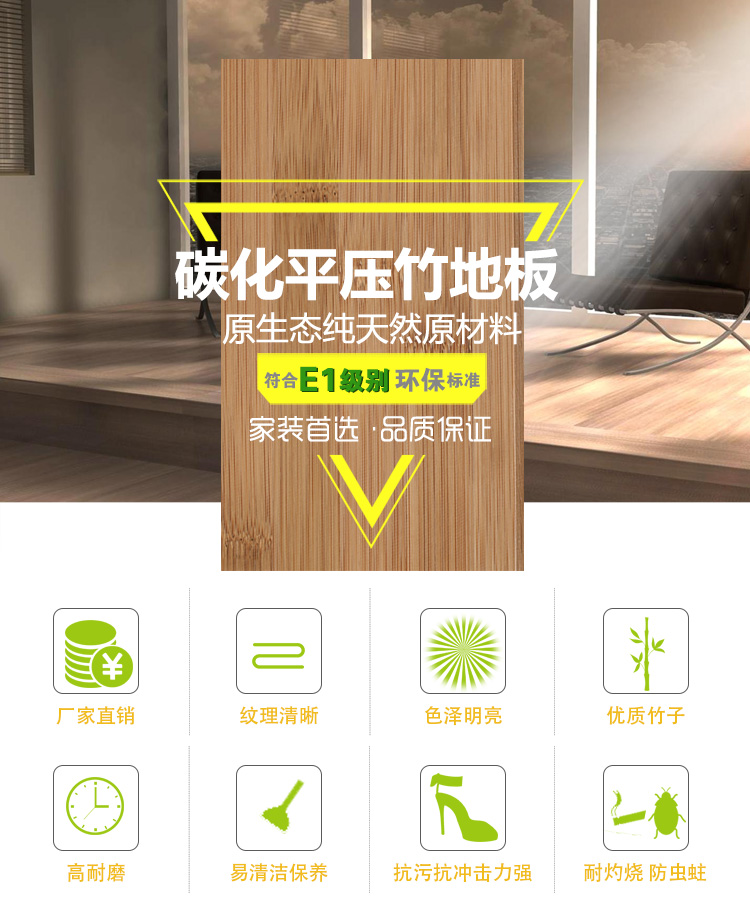 碳化平压竹地板
原生态纯天然原材料
符合E1级别 环保标准
家装首选 ·品质保证
¥
厂家直销
纹理清晰
色泽明亮
优质竹子
高耐磨
易清洁保养
抗污抗冲击力强
耐灼烧 防虫蛀